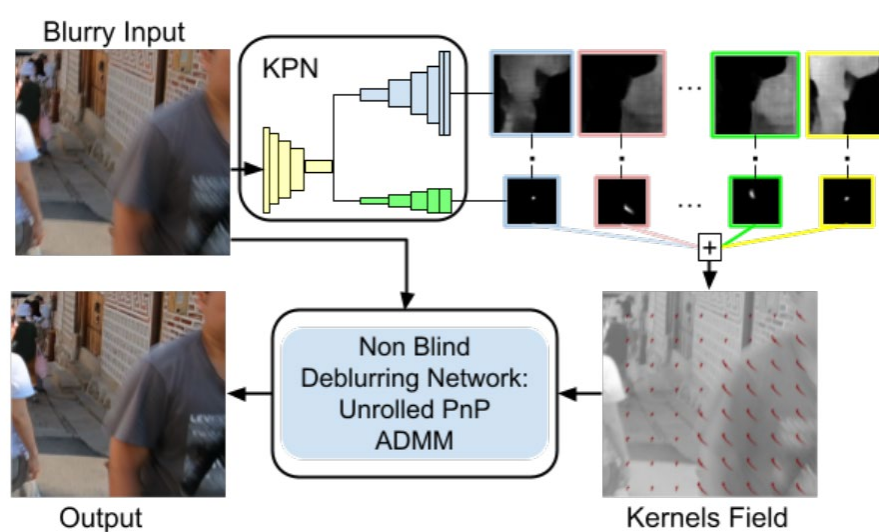 Blurry Input
KPN
...
...
+
Non Blind
Deblurring Network:
Unrolled PnP
ADMM
Output
Kernels Field